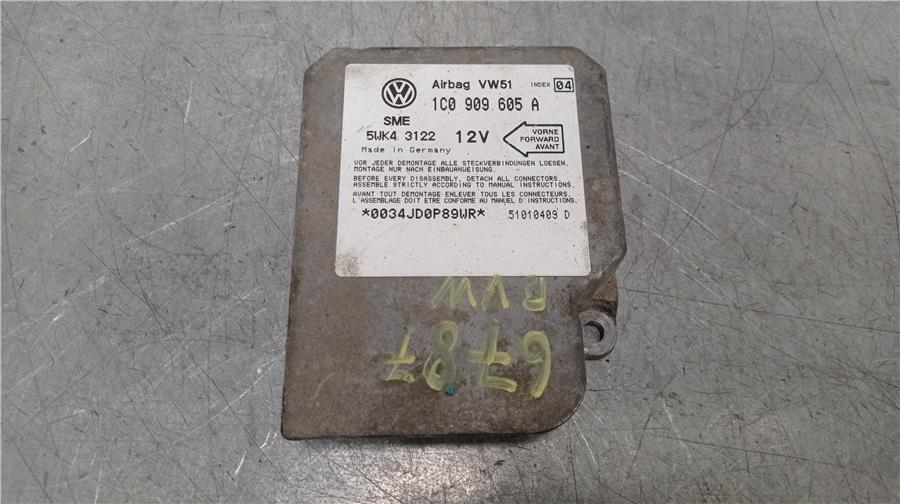 Airbag VW51 INDEX 04
1C0 909 605 A
SME
5WK4 3122 12V
VORNE
FORWARD
AVANT
Made in Germany
VOR JEDER DEMONTAGE ALLE STECKVERBINDUNGEN LOESEN.
MONTAGE NUR NACH EINBAUANWEISUNG.
BEFORE EVERY DISASSEMBLY, DETACH ALL CONNECTORS.
ASSEMBLE STRICTLY ACCORDING TO MANUAL INSTRUCTIONS.
AVANT TOUT DEMONTAGE ENLEVER TOUS LES CONNECTEURS.
L'ASSEMBLAGE DOIT ETRE CONFORME AU MANUEL D'INSTRUCTIONS.
*0034JD0P89WR* 51010409 D
6787